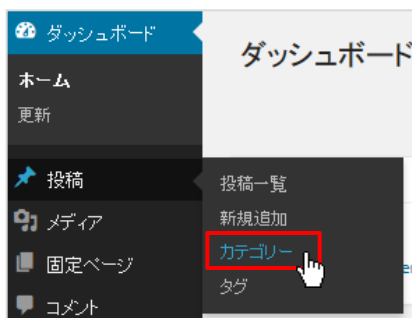 ダッシュボード
ダッシュボード
ホーム
更新
投稿
投稿一覧
メディア
新規追加
カテゴリー
固定ページ
タグ
コメント